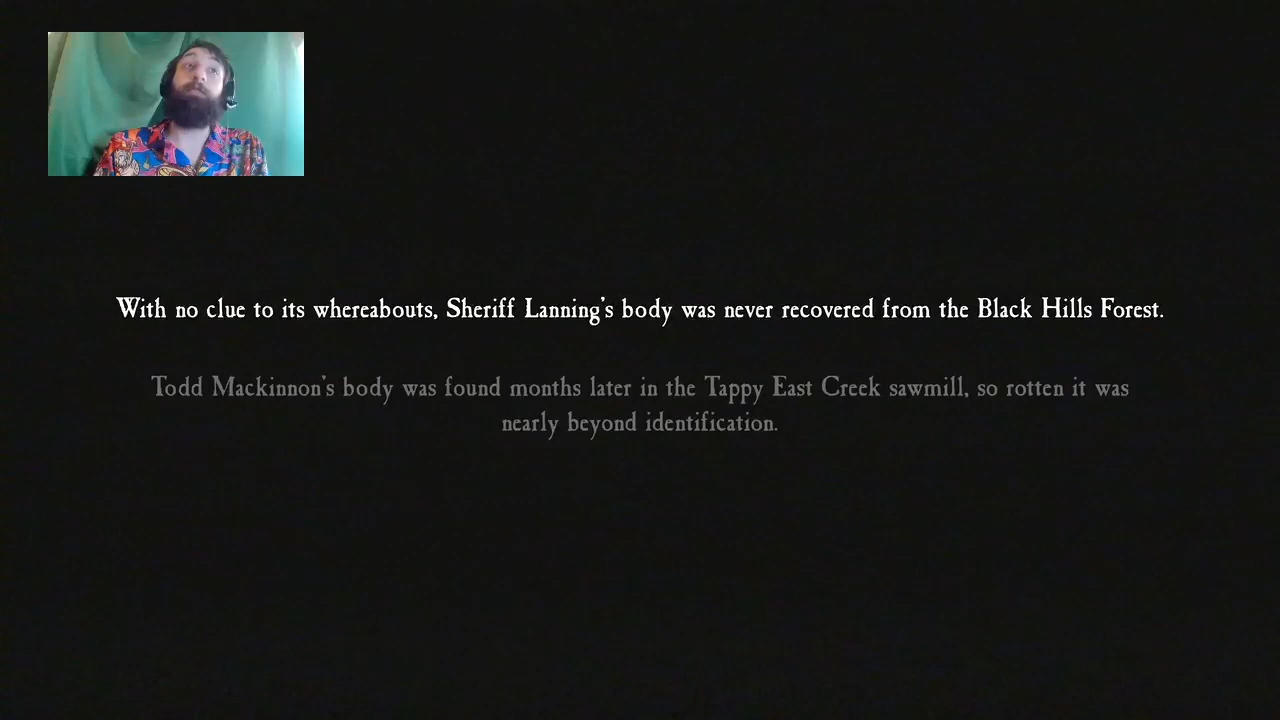 With no clue to its whereabouts, Sheriff Lanning's body was never recovered from the Black Hills Forest.
Todd Mackinnon's body was found months later in the Tappy East Creek sawmill, so rotten it was
nearly beyond identification.